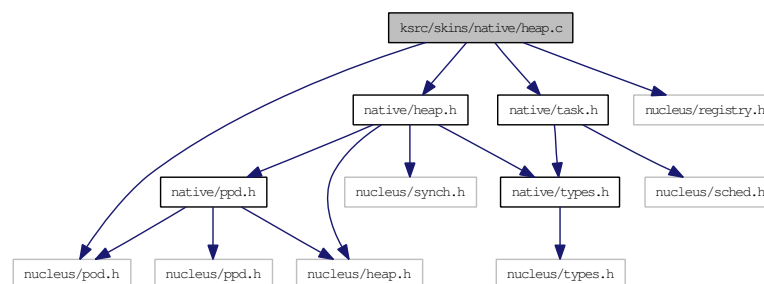 ksrc/skins/native/heap.c
native/heap.h
native/task.h
nucleus/registry.h
native/ppd.h
nucleus/synch.h
native/types.h
nucleus/sched.h
nucleus/pod.h
nucleus/ppd.h
nucleus/heap.h
nucleus/types.h